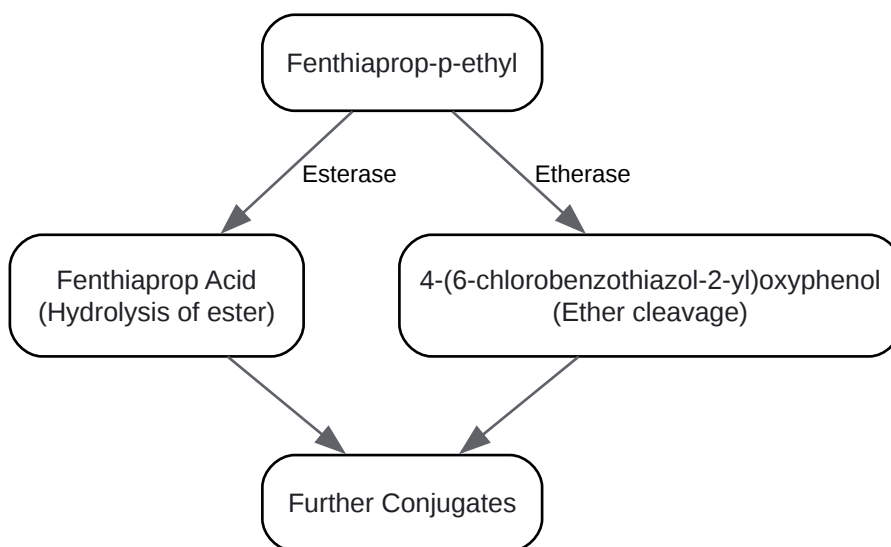 Fenthiaprop-p-ethyl
Esterase
Etherase
Fenthiaprop Acid
(Hydrolysis of ester)
4-(6-chlorobenzothiazol-2-yl)oxyphenol
(Ether cleavage)
Further Conjugates